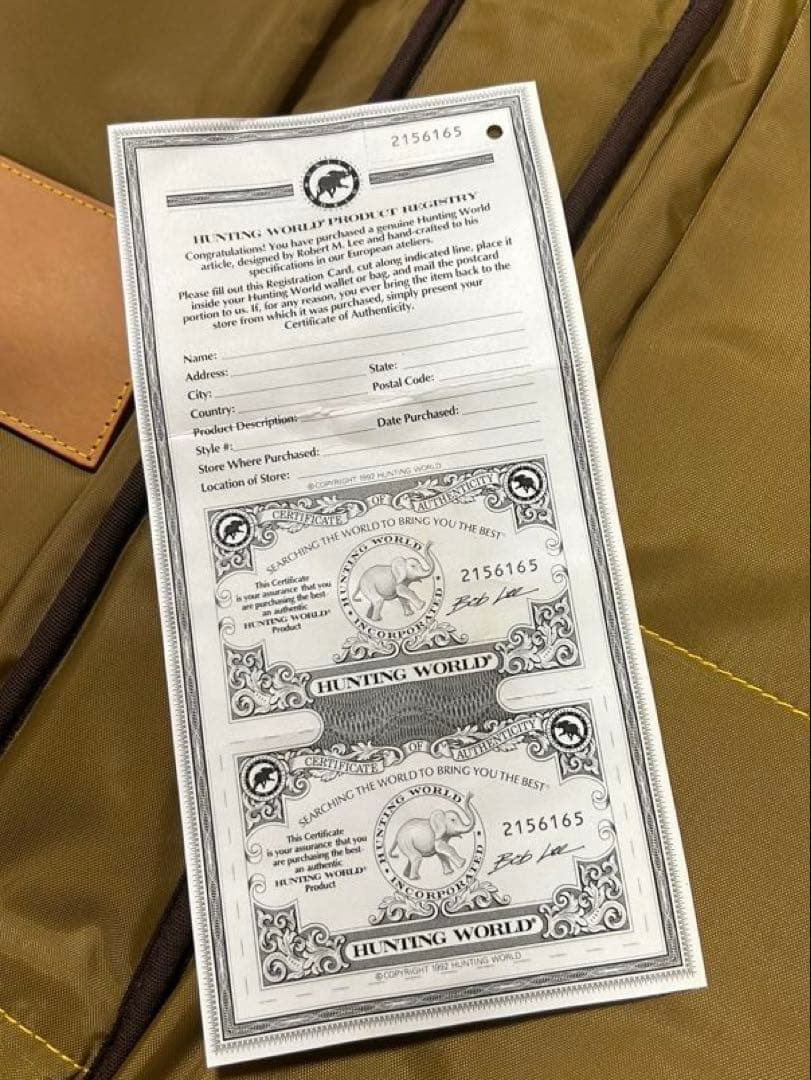 2156165
HUNTING WORLD® PRODUCT REGISTRY
Congratulations! You have purchased a genuine Hunting World
article, designed by Robert M. Lee and hand-crafted to his
specifications in our European ateliers.
Please fill out this Registration Card, cut along indicated line, place it
inside your Hunting World wallet or bag, and mail the postcard
portion to us. If, for any reason, you ever bring the item back to the
store from which it was purchased, simply present your
Certificate of Authenticity.
Name:
Address:
City: State:
Country: Postal Code:
Product Description:
Style #: Date Purchased:
Store Where Purchased:
Location of Store:
©COPYRIGHT 1992 HUNTING WORLD
CERTIFICATE OF AUTHENTICITY
SEARCHING THE WORLD TO BRING YOU THE BEST™
This Certificate
is your assurance that you
are purchasing the best
an authentic
HUNTING WORLD®
Product
HUNTING WORLD
INCORPORATED
2156165
Bob Lee
HUNTING WORLD®
CERTIFICATE OF AUTHENTICITY
SEARCHING THE WORLD TO BRING YOU THE BEST™
This Certificate
is your assurance that you
are purchasing the best
an authentic
HUNTING WORLD®
Product
HUNTING WORLD
INCORPORATED
2156165
Bob Lee
HUNTING WORLD®
©COPYRIGHT 1992 HUNTING WORLD